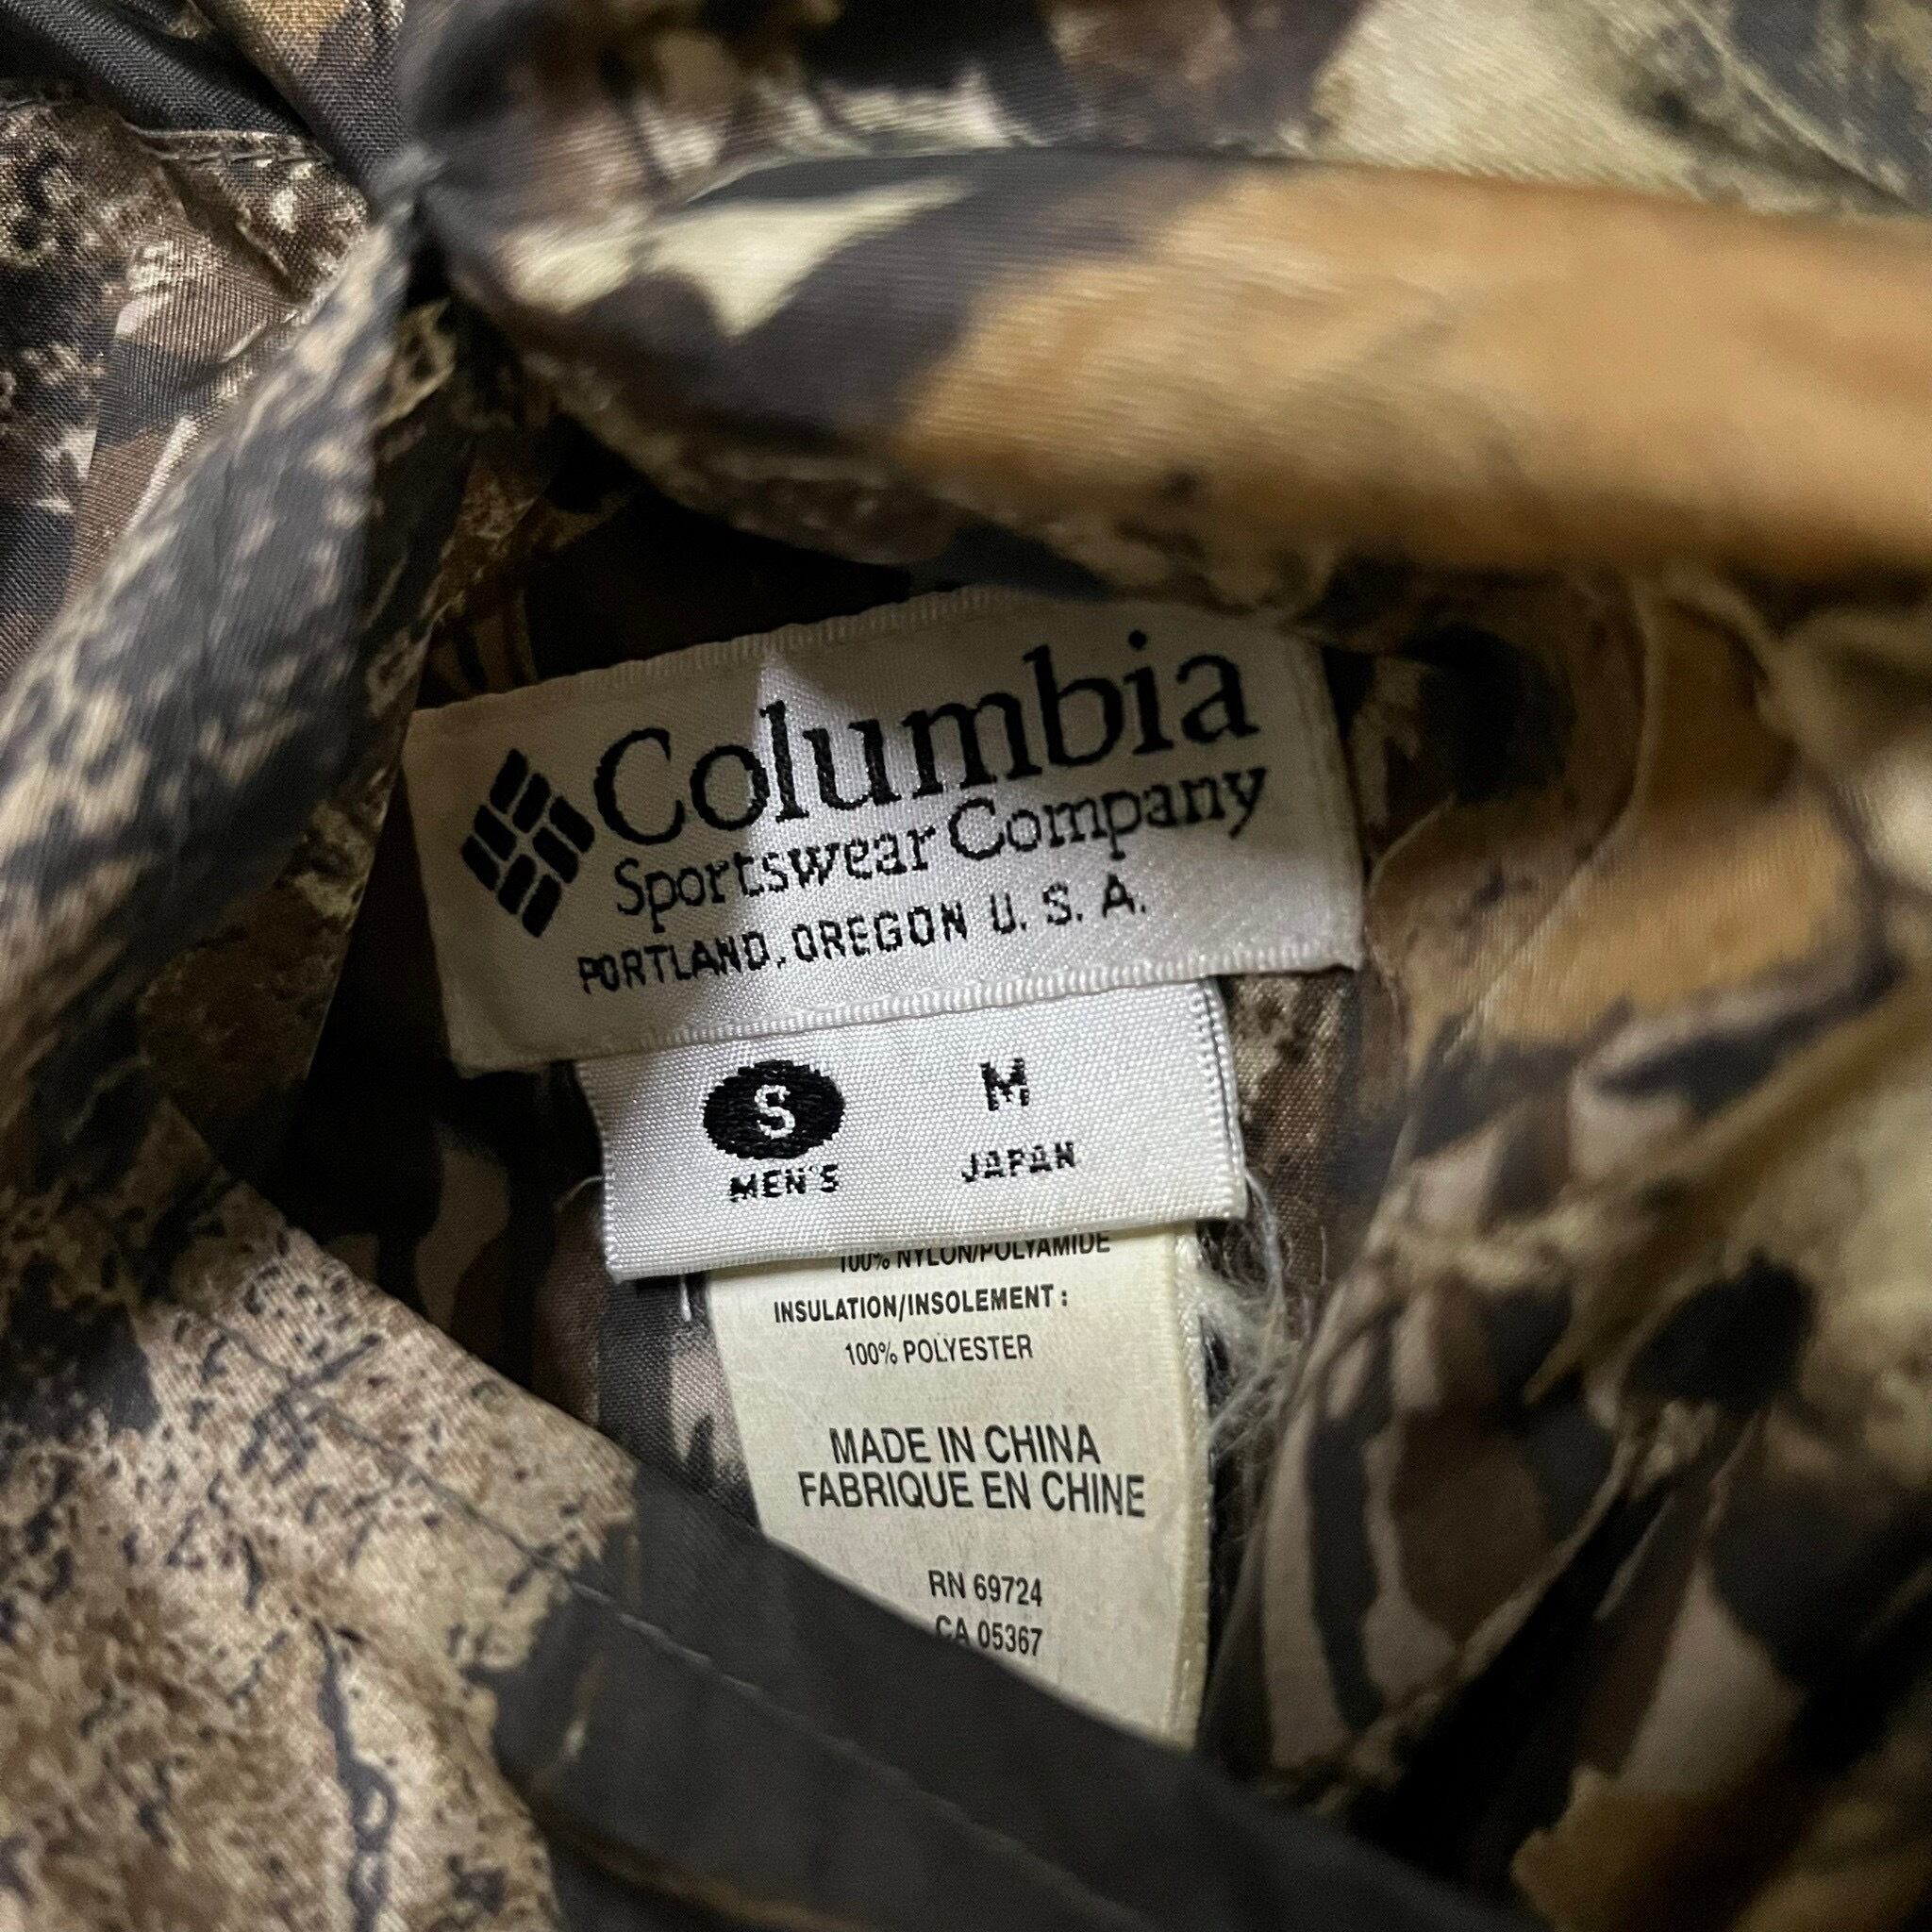 Columbia
Sportswear Company
PORTLAND, OREGON U. S. A.
S M
MEN'S JAPAN
100% NYLON/POLYAMIDE
INSULATION/INSOLEMENT :
100% POLYESTER
MADE IN CHINA
FABRIQUE EN CHINE
RN 69724
CA 05367